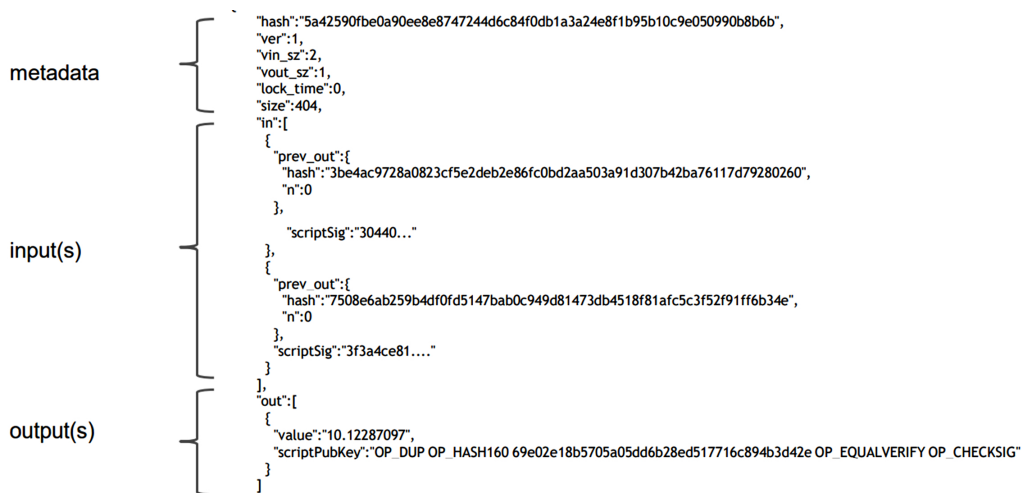 {
"hash":"5a42590fbe0a90ee8e8747244d6c84f0db1a3a24e8f1b95b10c9e050990b8b6b",
"ver":1,
"vin_sz":2,
metadata
"vout_sz":1,
"lock_time":0,
"size":404,
"in":[
{
"prev_out":{
"hash":"3be4ac9728a0823cf5e2deb2e86fc0bd2aa503a91d307b42ba76117d79280260",
"n":0
},
"scriptSig":"30440..."
input(s)
},
{
"prev_out":{
"hash":"7508e6ab259b4df0fd5147bab0c949d81473db4518f81afc5c3f52f91ff6b34e",
"n":0
},
"scriptSig":"3f3a4ce81...."
}
],
"out":[
{
output(s)
"value":"10.12287097",
"scriptPubKey":"OP_DUP OP_HASH160 69e02e18b5705a05dd6b28ed517716c894b3d42e OP_EQUALVERIFY OP_CHECKSIG"
}
]